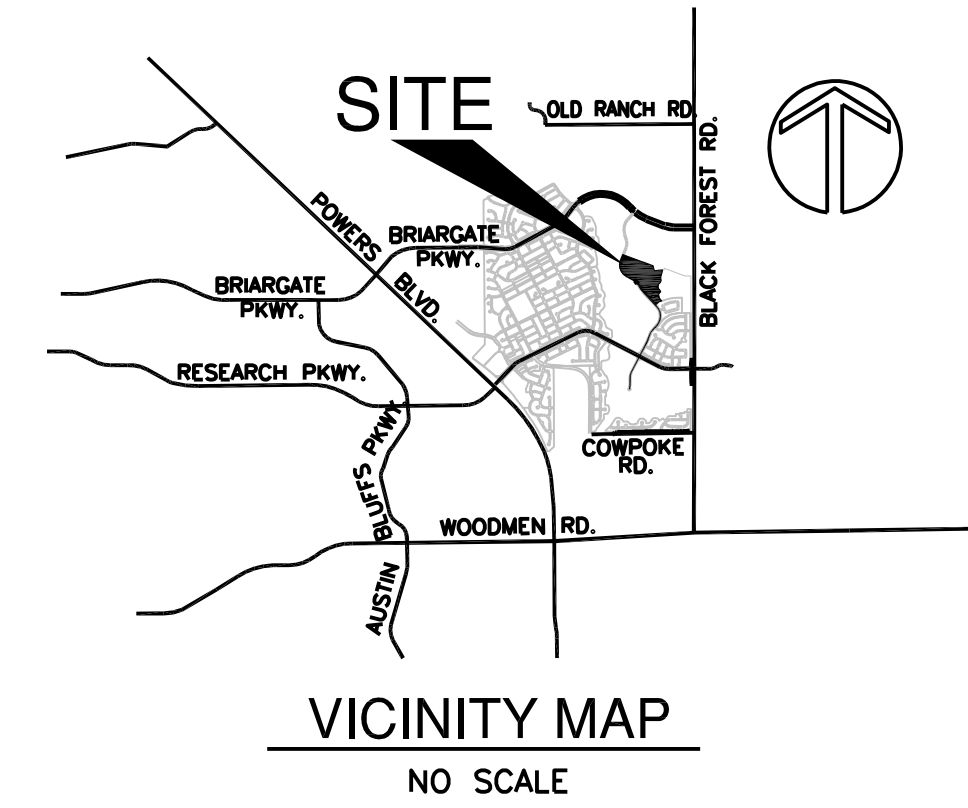 SITE
OLD RANCH RD.
BLACK FOREST RD.
POWERS BLVD.
BRIARGATE
PKWY.
BRIARGATE
PKWY.
RESEARCH PKWY.
AUSTIN BLUFFS PKWY.
COWPOKE
RD.
WOODMEN RD.
VICINITY MAP
NO SCALE